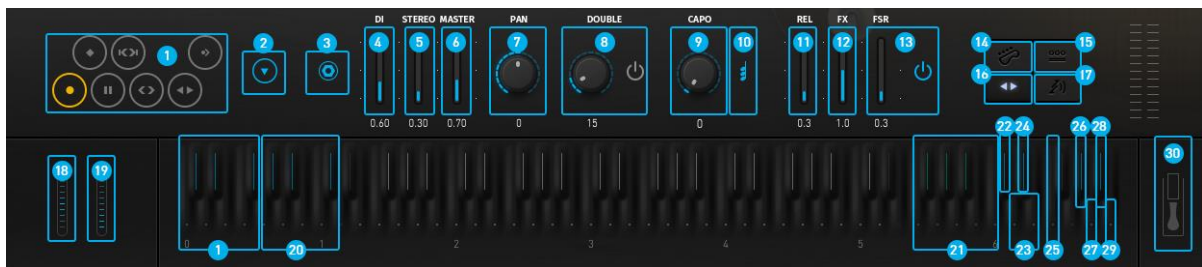 DI STEREO MASTER PAN DOUBLE CAPO REL FX FSR
1 2 3 4 5 6 7 8 9 10 11 12 13 14 15
16 17
0.60 0.30 0.70 0 15 0 0.3 1.0 0.3
22 24 26 28
18 19 30
0 1 2 3 4 5 6
1 20 21 23 25 27 29